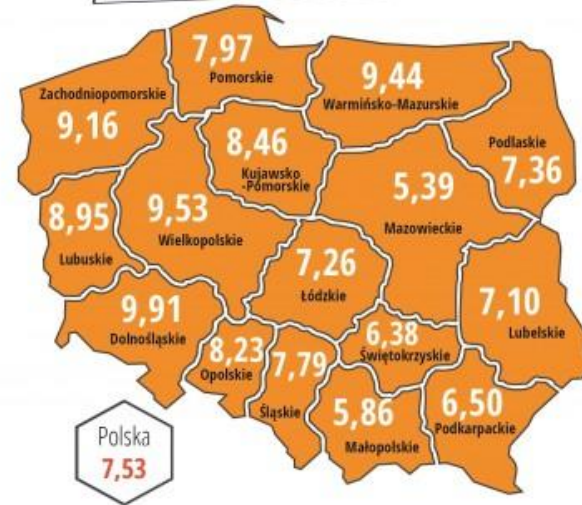 7,97
Pomorskie
9,44
Warmińsko-Mazurskie
Zachodniopomorskie
9,16
8,46
Kujawsko
-Pomorskie
Podlaskie
7,36
5,39
Mazowieckie
8,95
Lubuskie
9,53
Wielkopolskie
7,26
Łódzkie
7,10
Lubelskie
9,91
Dolnośląskie
8,23
Opolskie
7,79
Śląskie
6,38
Świętokrzyskie
5,86
Małopolskie
6,50
Podkarpackie
Polska
7,53